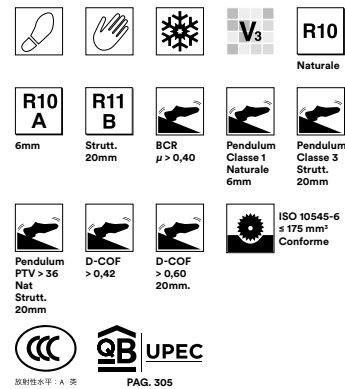 V3
R10
Naturale
R10
A
R11
B
6mm
Strutt.
20mm
BCR
μ > 0,40
Pendulum
Classe 1
Naturale
6mm
Pendulum
Classe 3
Strutt.
20mm
Pendulum
PTV > 36
Nat
Strutt.
20mm
D-COF
> 0,42
D-COF
> 0,60
20mm.
ISO 10545-6
≤ 175 mm³
Conforme
CCC
放射性水平：A 类
QB UPEC
PAG. 305